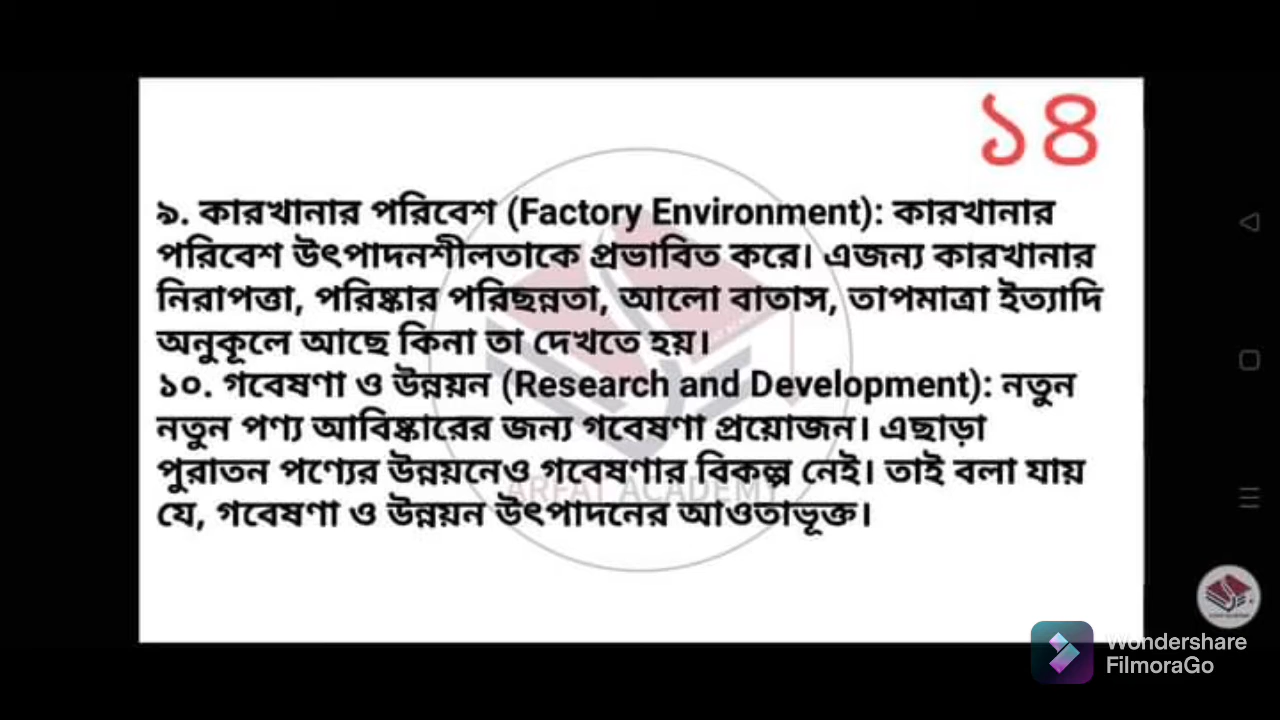 ১৪
৯. কারখানার পরিবেশ (Factory Environment): কারখানার
পরিবেশ উৎপাদনশীলতাকে প্রভাবিত করে। এজন্য কারখানার
নিরাপত্তা, পরিষ্কার পরিছন্নতা, আলো বাতাস, তাপমাত্রা ইত্যাদি
অনুকূলে আছে কিনা তা দেখতে হয়।
১০. গবেষণা ও উন্নয়ন (Research and Development): নতুন
নতুন পণ্য আবিষ্কারের জন্য গবেষণা প্রয়োজন। এছাড়া
পুরাতন পণ্যের উন্নয়নেও গবেষণার বিকল্প নেই। তাই বলা যায়
যে, গবেষণা ও উন্নয়ন উৎপাদনের আওতাভূক্ত।
ARFAT ACADEMY
Wondershare
FilmoraGo